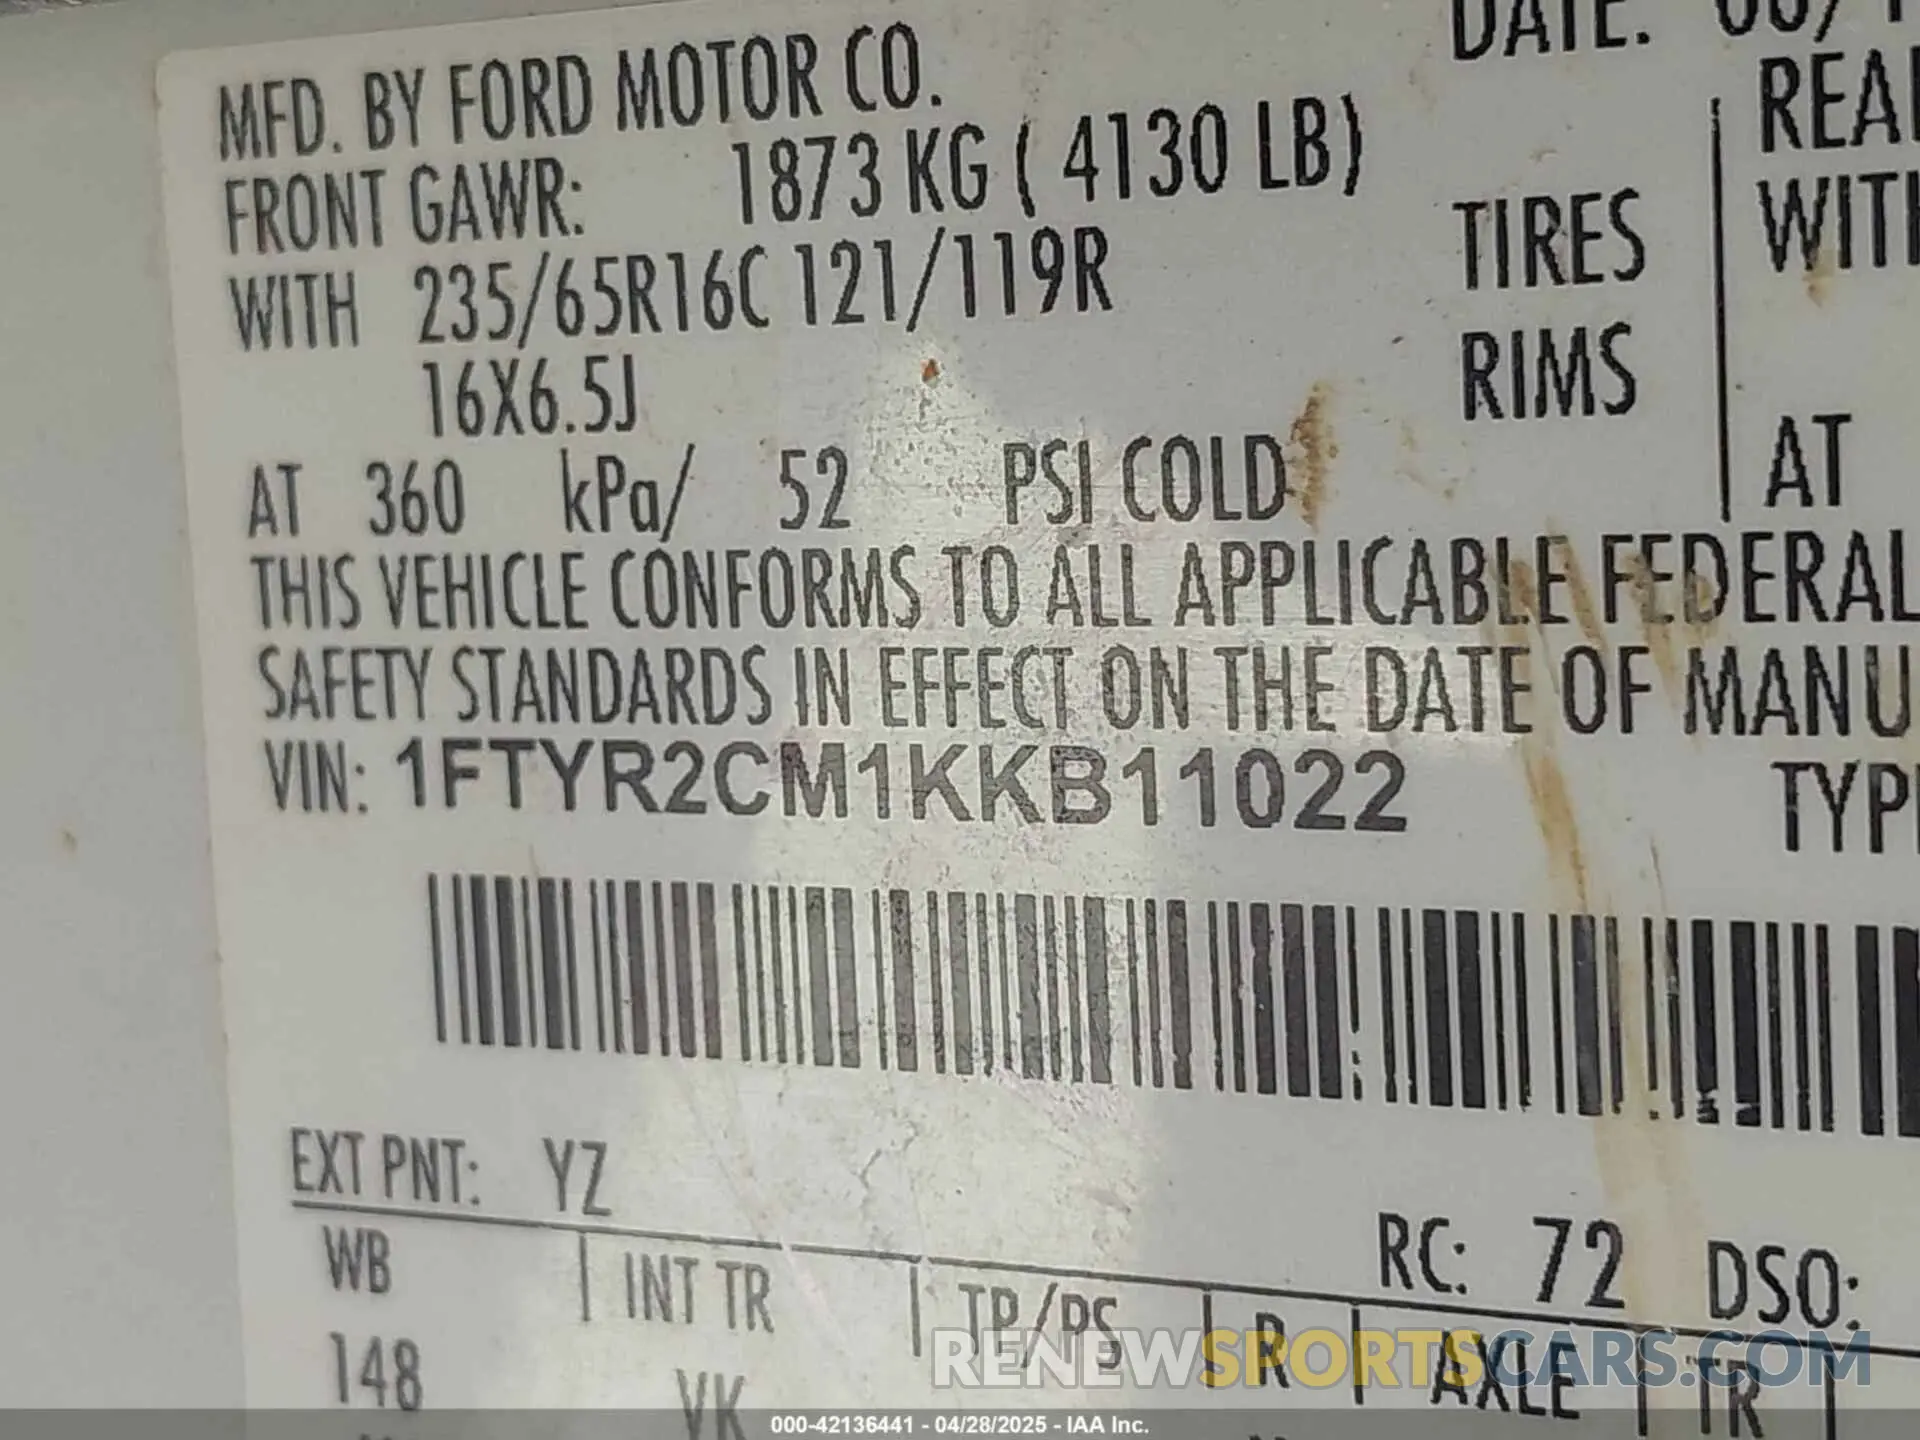 DATE:
MFD. BY FORD MOTOR CO.
FRONT GAWR: 1873 KG ( 4130 LB)
WITH 235/65R16C 121/119R TIRES WITH
16X6.5J RIMS
AT 360 kPa/ 52 PSI COLD AT
THIS VEHICLE CONFORMS TO ALL APPLICABLE FEDERAL
SAFETY STANDARDS IN EFFECT ON THE DATE OF MANU
VIN: 1FTYR2CM1KKB11022 TYPE
EXT PNT: YZ RC: 72 DSO:
WB INT TR TP/PS R AXLE TR
148 VK
RENEWSPORTSCARS.COM
000-42136441 - 04/28/2025 - IAA Inc.